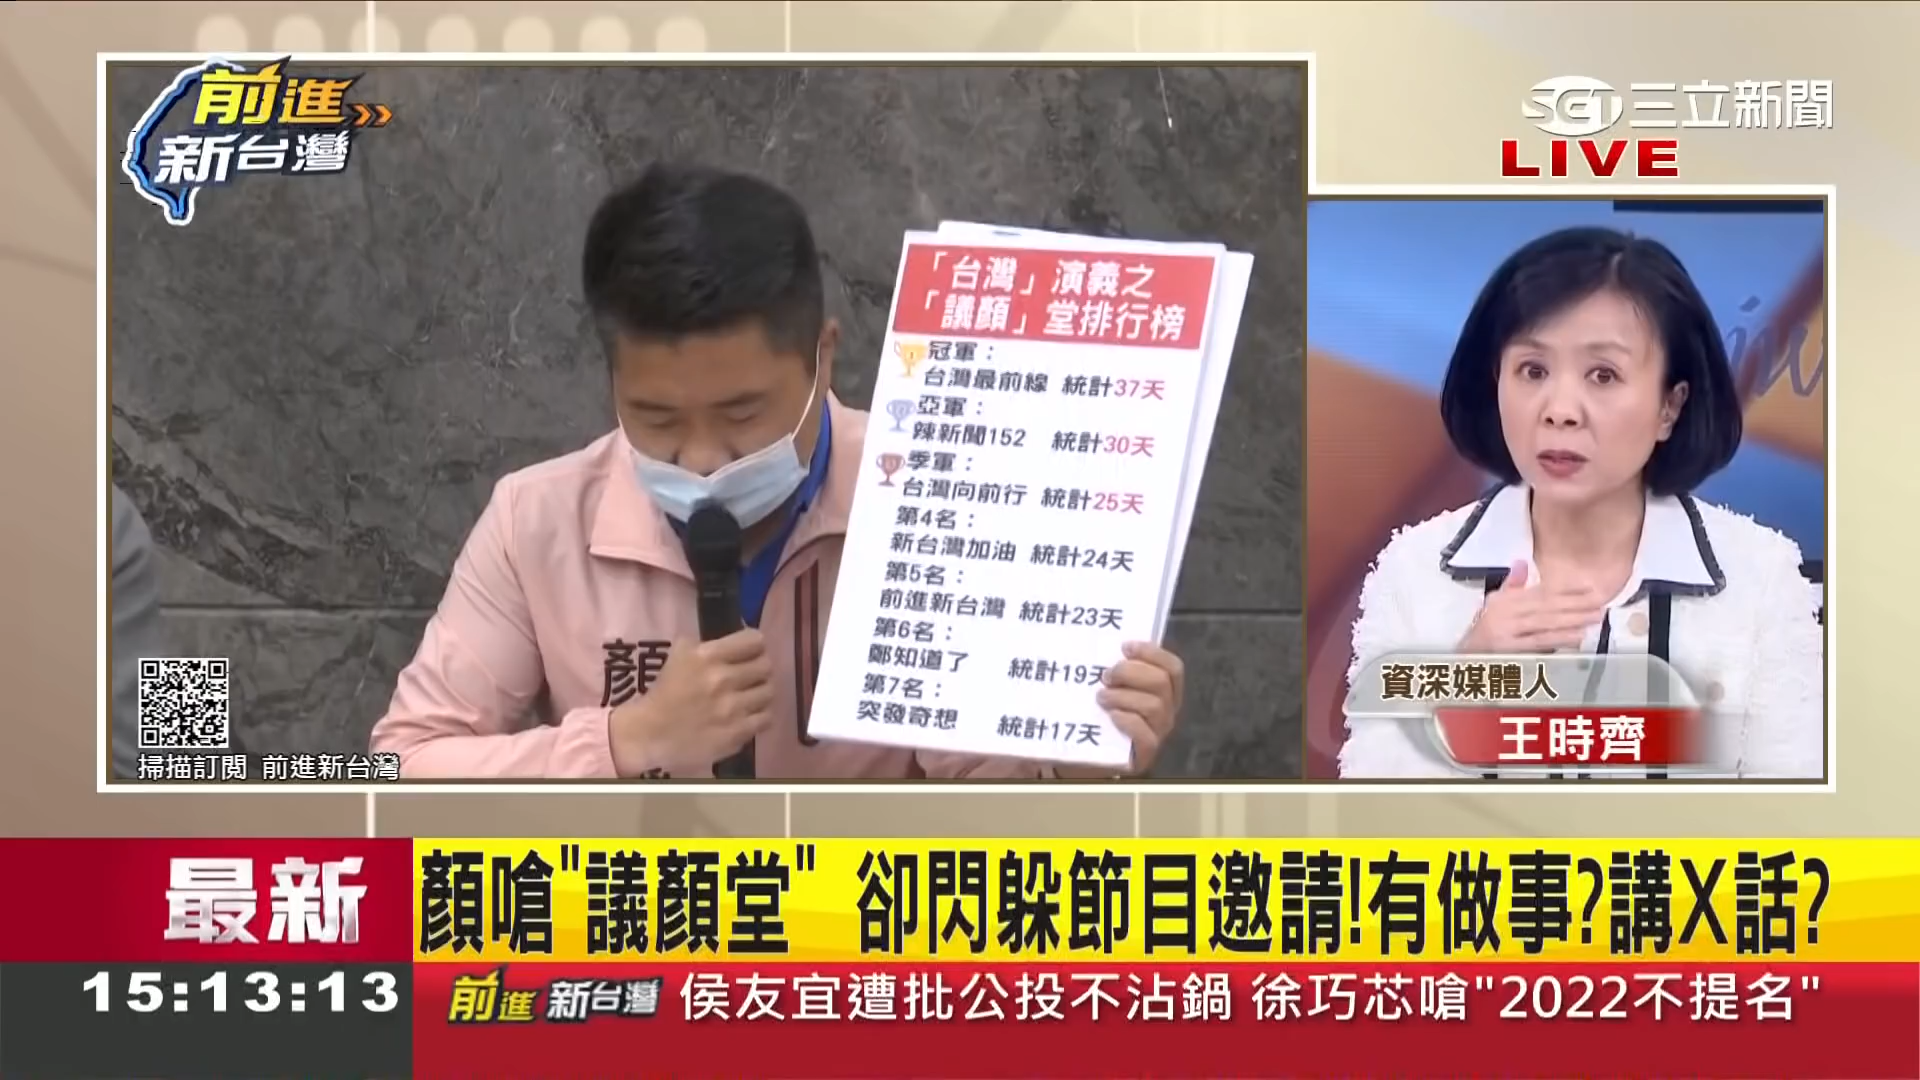 前進
新台灣
SET三立新聞
LIVE
「台灣」演義之
「議顏」堂排行榜
冠軍：
台灣最前線 統計37天
亞軍：
辣新聞152 統計30天
季軍：
台灣向前行 統計25天
第4名：
新台灣加油 統計24天
第5名：
前進新台灣 統計23天
第6名：
鄭知道了 統計19天
第7名：
突發奇想 統計17天
顏
掃描訂閱 前進新台灣
資深媒體人
王時齊
最新
顏嗆"議顏堂" 卻閃躲節目邀請!有做事?講X話?
15:13:13
前進新台灣 侯友宜遭批公投不沾鍋 徐巧芯嗆"2022不提名"